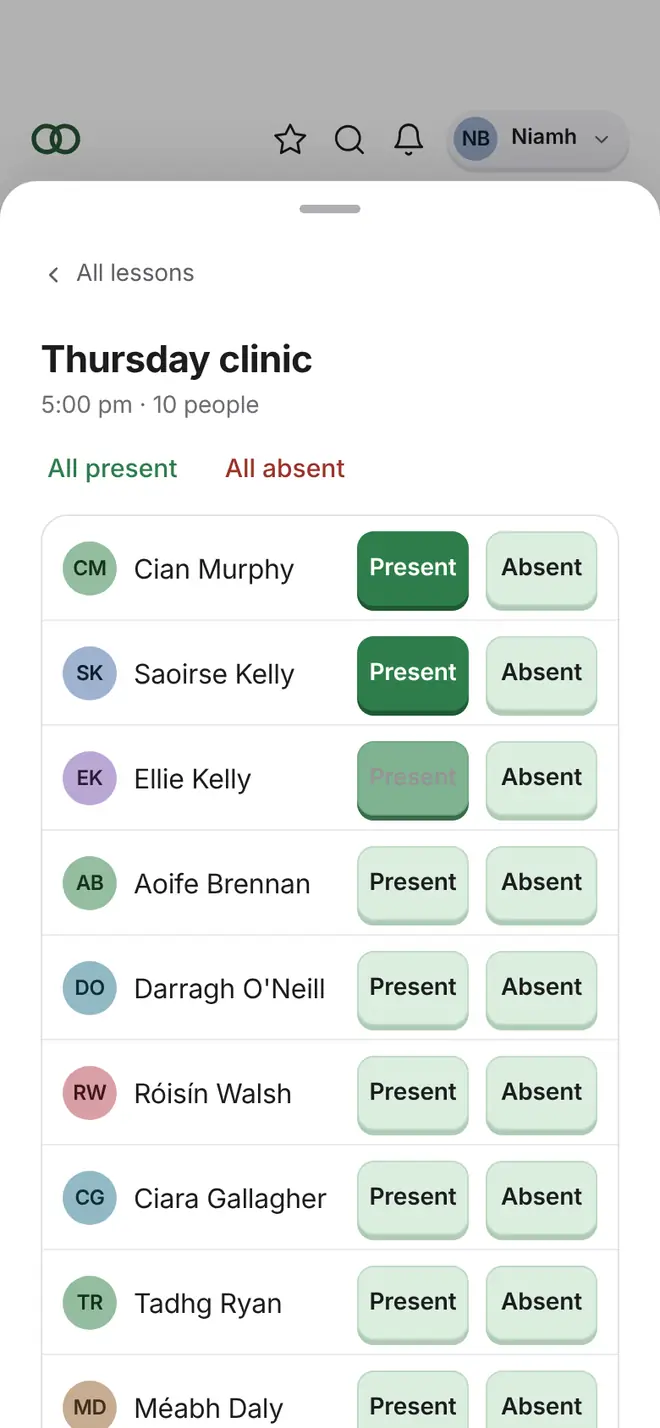 NB Niamh
All lessons
Thursday clinic
5:00 pm · 10 people
All present All absent
CM Cian Murphy Present Absent
SK Saoirse Kelly Present Absent
EK Ellie Kelly Present Absent
AB Aoife Brennan Present Absent
DO Darragh O'Neill Present Absent
RW Róisín Walsh Present Absent
CG Ciara Gallagher Present Absent
TR Tadhg Ryan Present Absent
MD Méabh Daly Present Absent